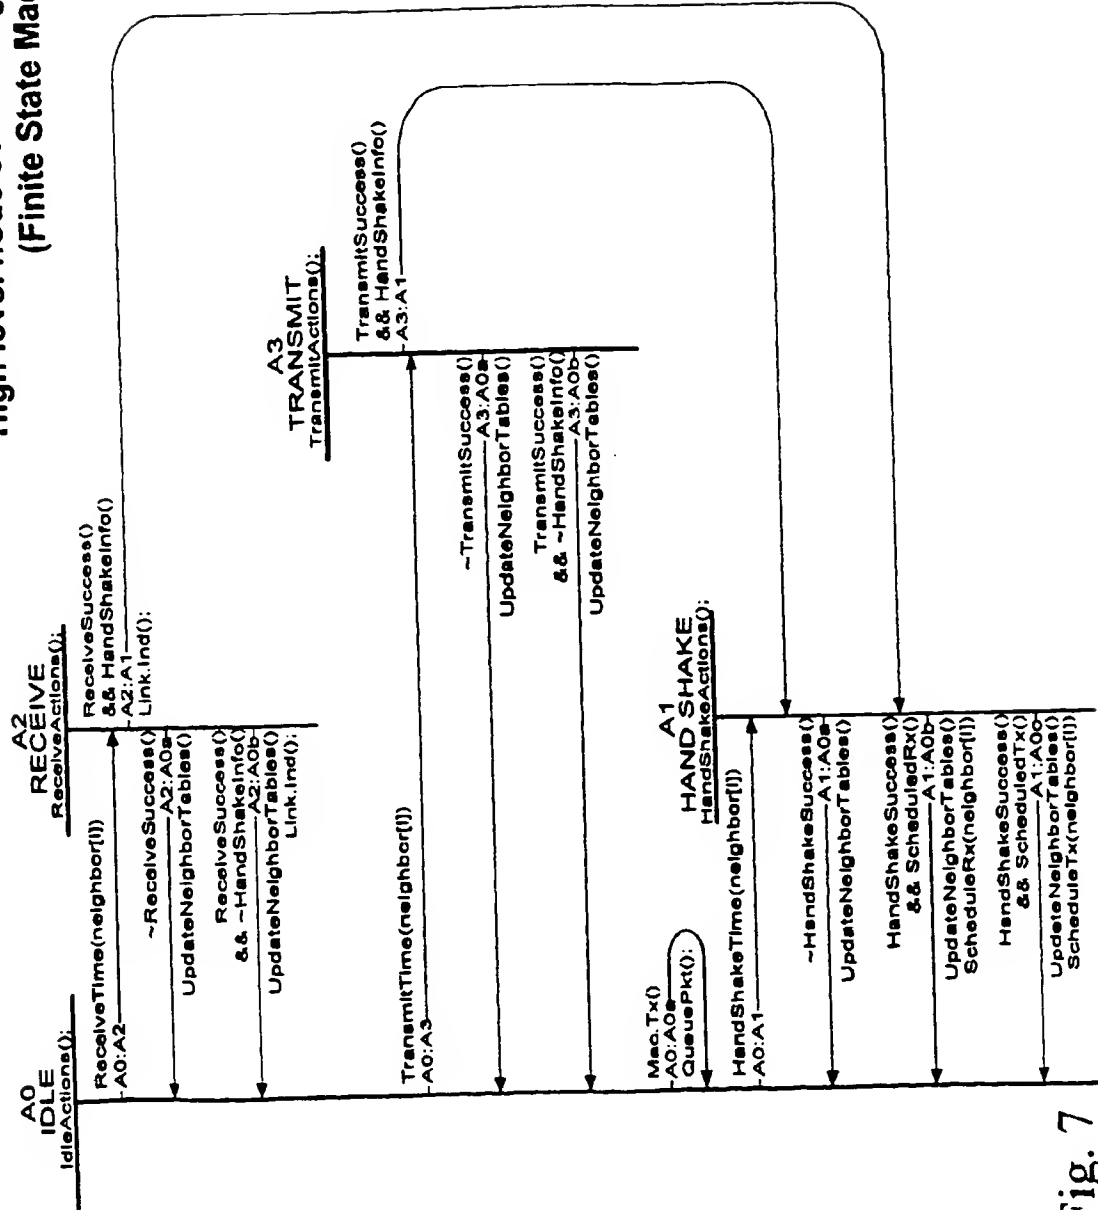 (Finite State Mac
A0
IDLE
IdleActions();
A2
RECEIVE
ReceiveActions();
ReceiveTime(neighbor[i])
A0:A2
ReceiveSuccess()
&& HandShakeInfo()
A2:A1
Link.Ind();
~ReceiveSuccess()
A2:A0a
UpdateNeighborTables()
ReceiveSuccess()
&& ~HandShakeInfo()
A2:A0b
UpdateNeighborTables()
Link.Ind();
A3
TRANSMIT
TransmitActions();
TransmitSuccess()
&& HandShakeInfo()
A3:A1
TransmitTime(neighbor[i])
A0:A3
~TransmitSuccess()
A3:A0a
UpdateNeighborTables()
TransmitSuccess()
&& ~HandShakeInfo()
A3:A0b
UpdateNeighborTables()
Mac.Tx()
A0:A0a
QueuePkt();
A1
HAND SHAKE
HandShakeActions();
HandShakeTime(neighbor[i])
A0:A1
~HandShakeSuccess()
A1:A0a
UpdateNeighborTables()
HandShakeSuccess()
&& ScheduledRx()
A1:A0b
UpdateNeighborTables()
ScheduleRx(neighbor[i])
HandShakeSuccess()
&& ScheduledTx()
A1:A0c
UpdateNeighborTables()
ScheduleTx(neighbor[i])
Fig. 7